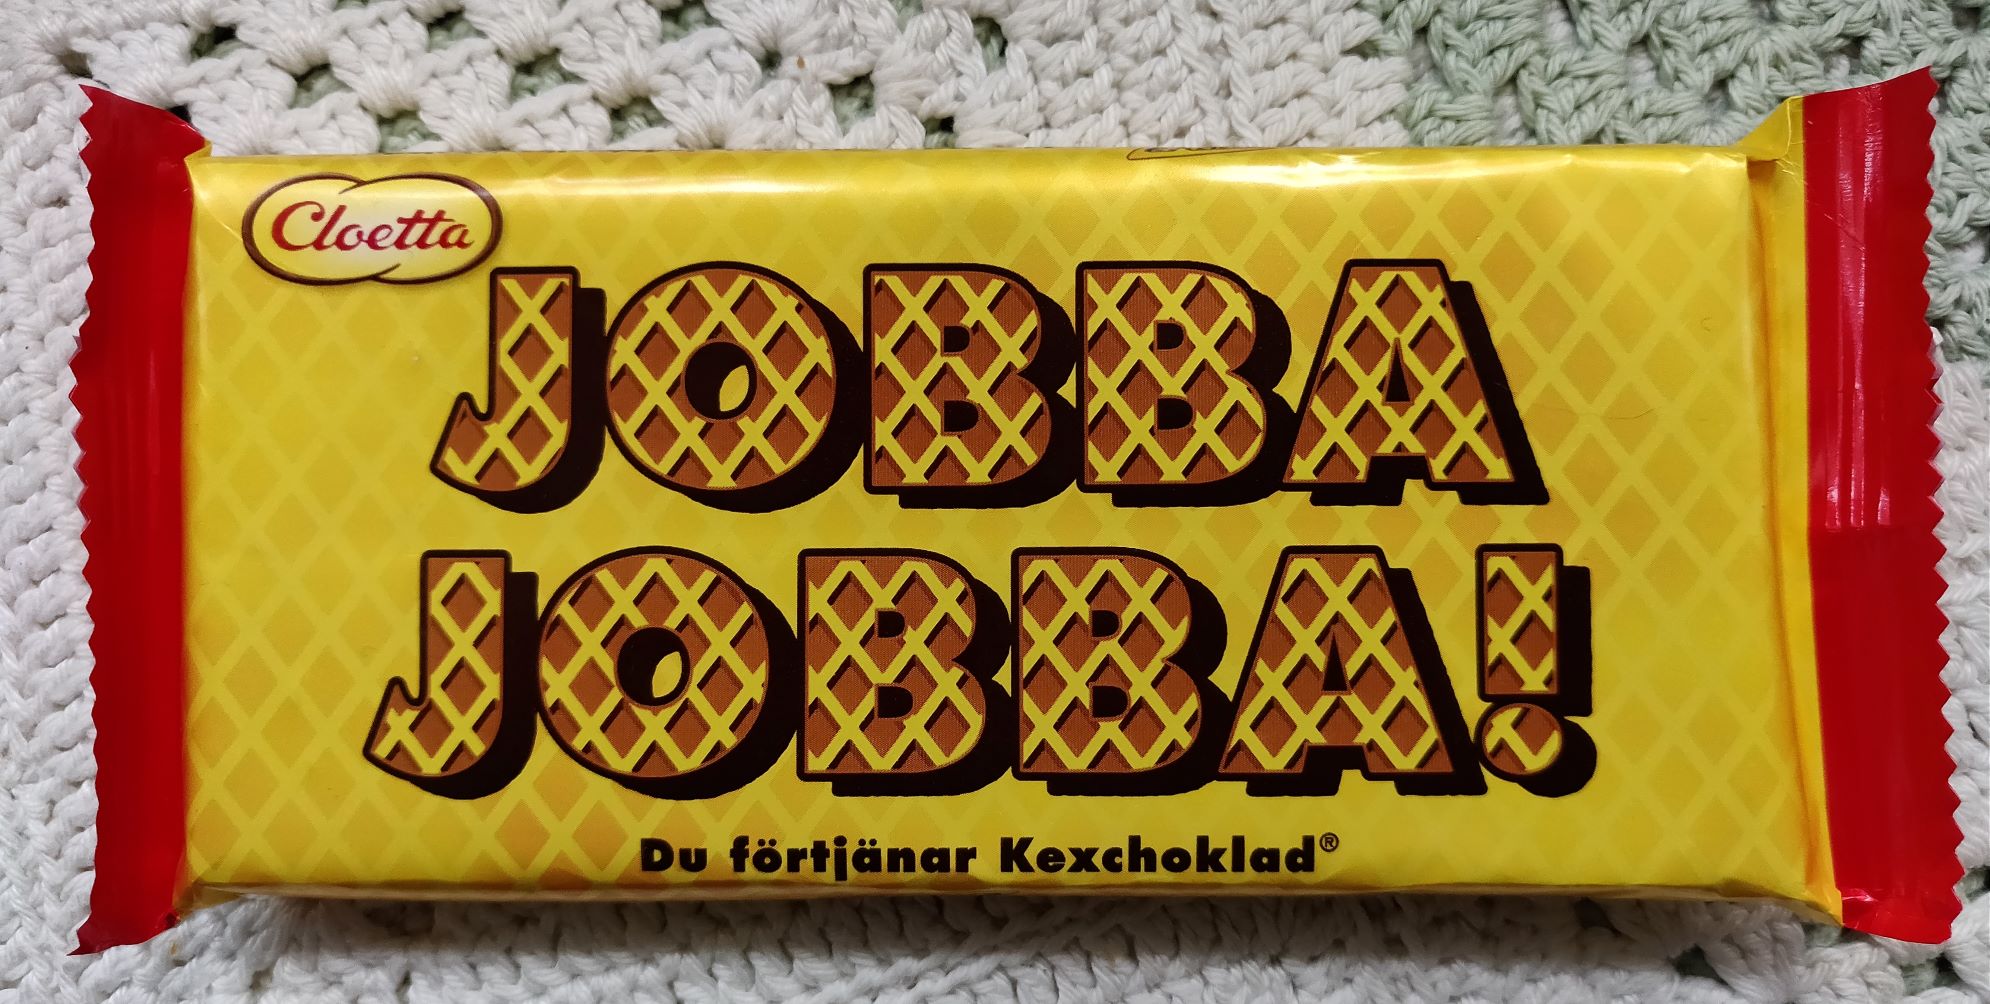 Cloetta
JOBBA
JOBBA!
Du förtjänar Kexchoklad®